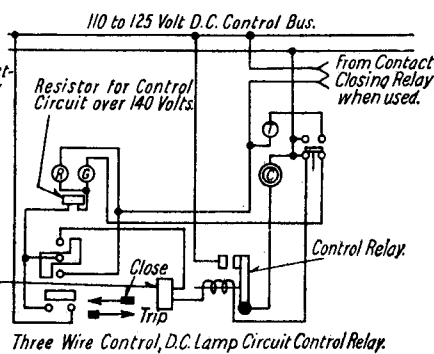 110 to 125 Volt D.C. Control Bus.
From Contact
Closing Relay
when used.
Resistor for Control
Circuit over 140 Volts.
T
R G
C
Control Relay.
Close
Trip
Three Wire Control, D.C. Lamp Circuit Control Relay.